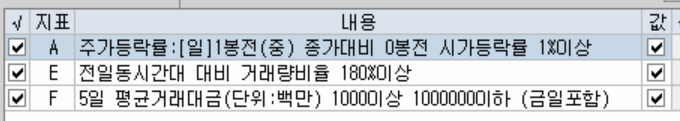 √ 지표 내용 값
A 주가등락률:[일]1봉전(중) 종가대비 0봉전 시가등락률 1%이상
E 전일동시간대 대비 거래량비율 180%이상
F 5일 평균거래대금(단위:백만) 10000이상 10000000이하 (금일포함)